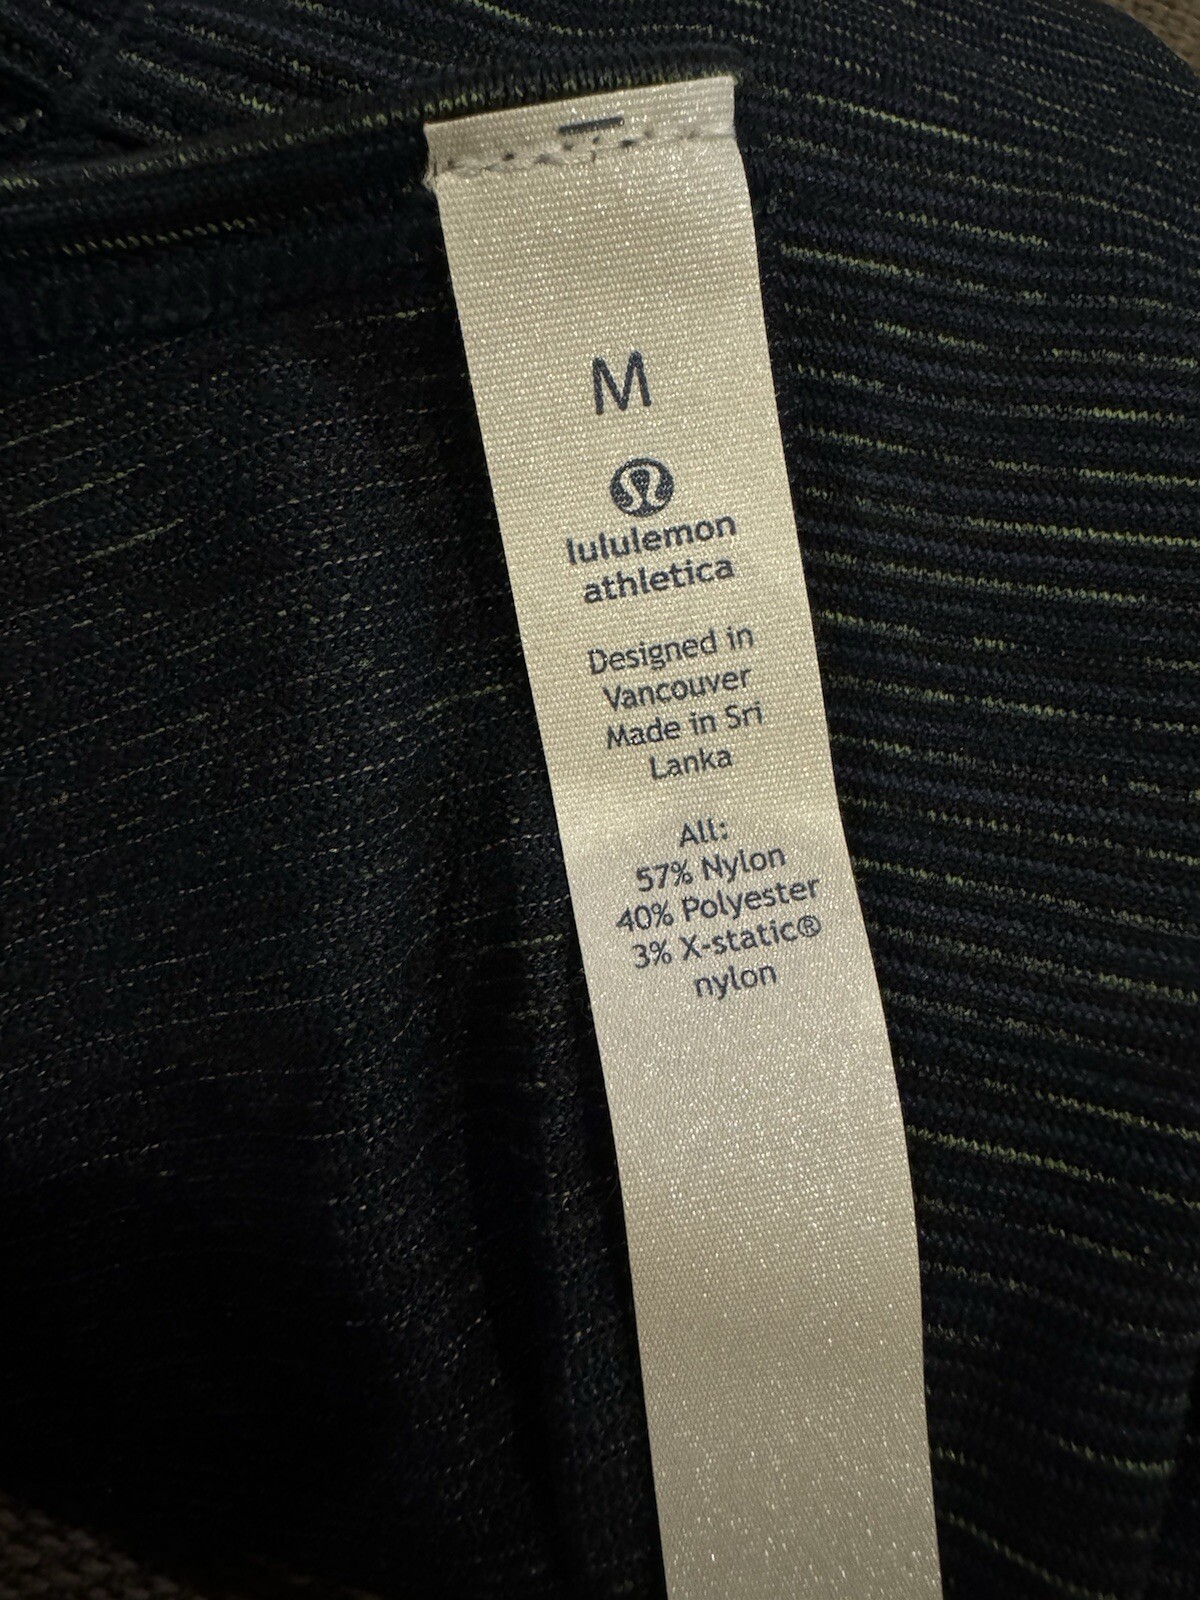 M
lululemon
athletica
Designed in
Vancouver
Made in Sri
Lanka
All:
57% Nylon
40% Polyester
3% X-static®
nylon